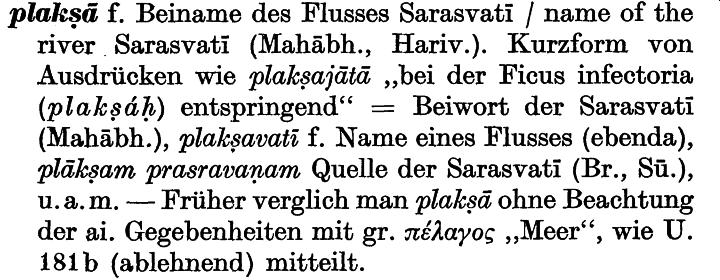 plakṣā f. Beiname des Flusses Sarasvatī / name of the
river Sarasvatī (Mahābh., Hariv.). Kurzform von
Ausdrücken wie plakṣajātā „bei der Ficus infectoria
(plakṣáḥ) entspringend“ = Beiwort der Sarasvatī
(Mahābh.), plakṣavatī f. Name eines Flusses (ebenda),
plākṣam prasravaṇam Quelle der Sarasvatī (Br., Sū.),
u. a. m. — Früher verglich man plakṣā ohne Beachtung
der ai. Gegebenheiten mit gr. πέλαγος „Meer“, wie U.
181b (ablehnend) mitteilt.